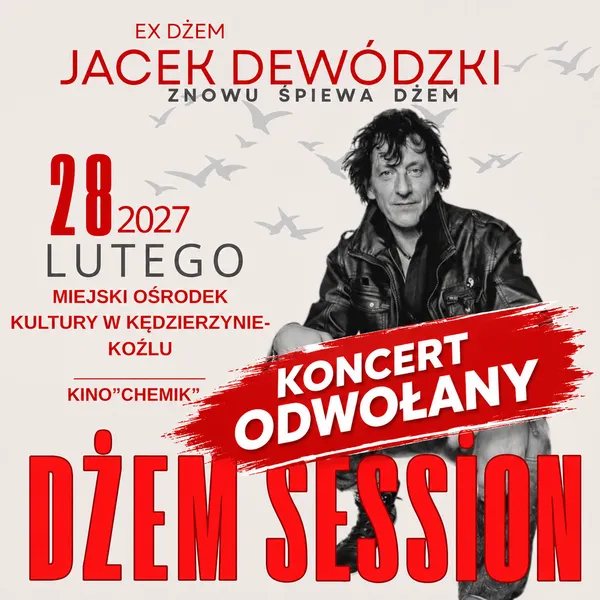 EX DŻEM
JACEK DEWÓDZKI
ZNOWU ŚPIEWA DŻEM
28 2027
LUTEGO
MIEJSKI OŚRODEK
KULTURY W KĘDZIERZYNIE-
KOŹLU
KINO”CHEMIK”
KONCERT
ODWOŁANY
DŻEM SESSION